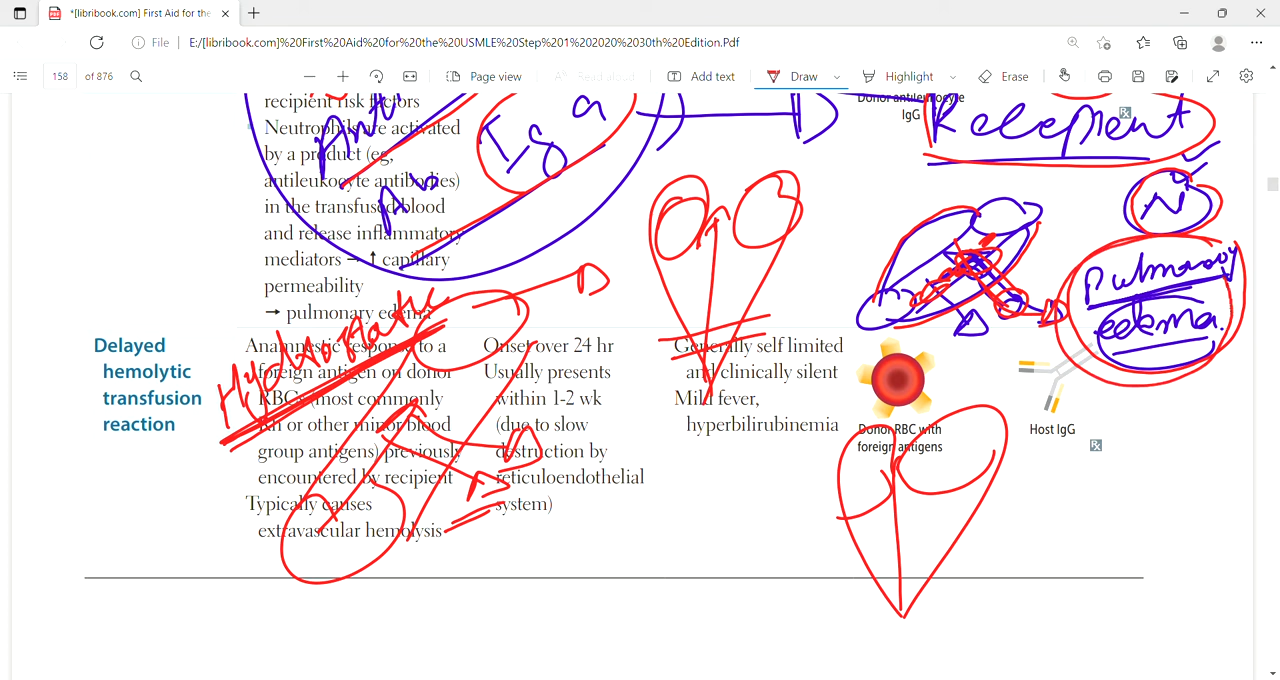 *[libribook.com] First Aid for the
File
E:/[libribook.com]%20First%20Aid%20for%20the%20USMLE%20Step%201%202020%2030th%20Edition.Pdf
158 of 876
Page view
Read aloud
Add text
Draw
Highlight
Erase
recipient risk factors
Neutrophils are activated
by a product (eg,
antileukocyte antibodies)
in the transfused blood
and release inflammatory
mediators → ↑ capillary
permeability
→ pulmonary edema
Donor antileukocyte
IgG
Rx
Recepient
Ab
Ig a
N
Pulmonary
edema.
Hydrostatic
Delayed
hemolytic
transfusion
reaction
Anamnestic response to a
foreign antigen on donor
RBCs (most commonly
Rh or other minor blood
group antigens) previously
encountered by recipient
Typically causes
extravascular hemolysis
Onset over 24 hr
Usually presents
within 1-2 wk
(due to slow
destruction by
reticuloendothelial
system)
Generally self limited
and clinically silent
Mild fever,
hyperbilirubinemia
Donor RBC with
foreign antigens
Host IgG
Rx